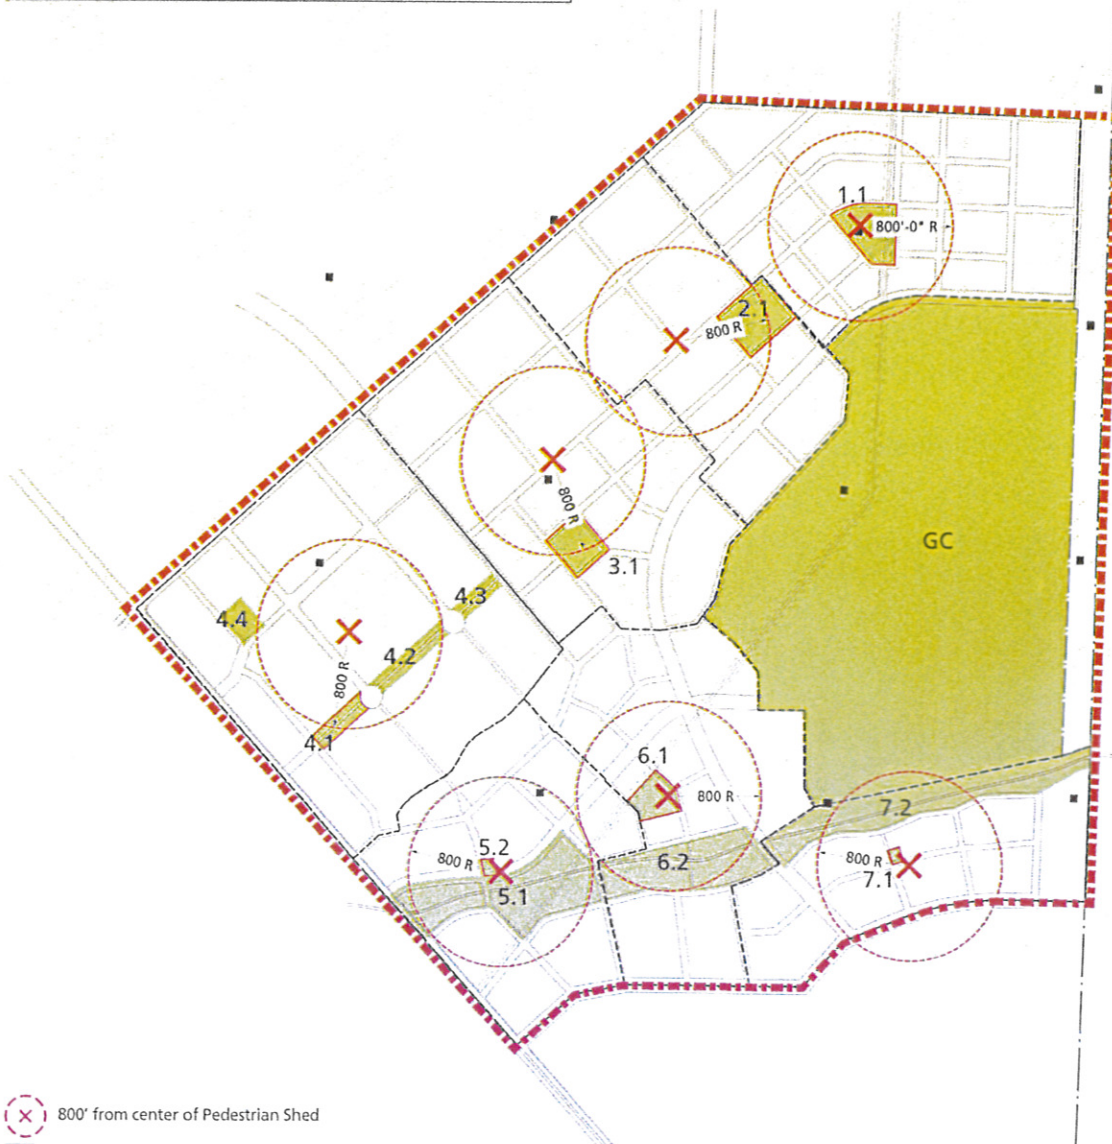 1.1
800'-0" R
2.1
800 R
800 R
3.1
GC
4.4
4.3
4.2
800 R
4.1
6.1
800 R
7.2
5.2
800 R
5.1
6.2
800 R
7.1
800' from center of Pedestrian Shed